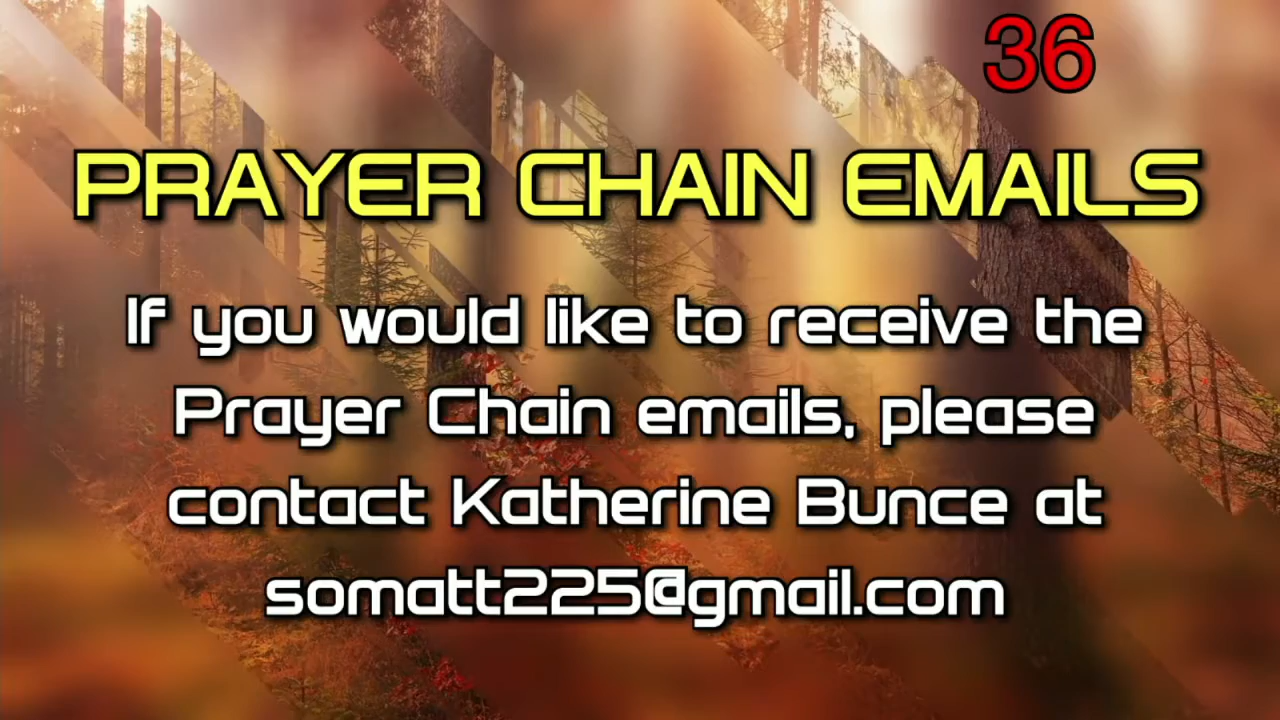 36
PRAYER CHAIN EMAILS
If you would like to receive the
Prayer Chain emails, please
contact Katherine Bunce at
somatt225@gmail.com